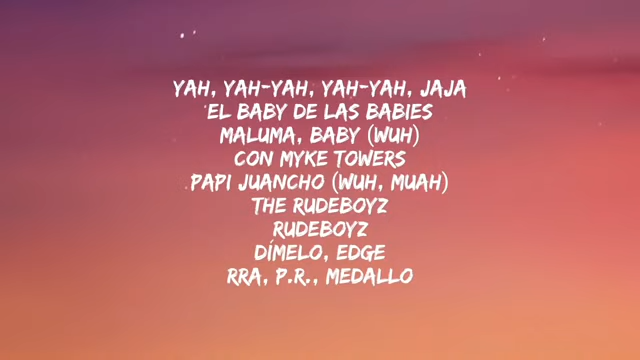 YAH, YAH-YAH, YAH-YAH, JAJA
EL BABY DE LAS BABIES
MALUMA, BABY (WUH)
CON MYKE TOWERS
PAPI JUANCHO (WUH, MUAH)
THE RUDEBOYZ
RUDEBOYZ
DÍMELO, EDGE
RRA, P.R., MEDALLO